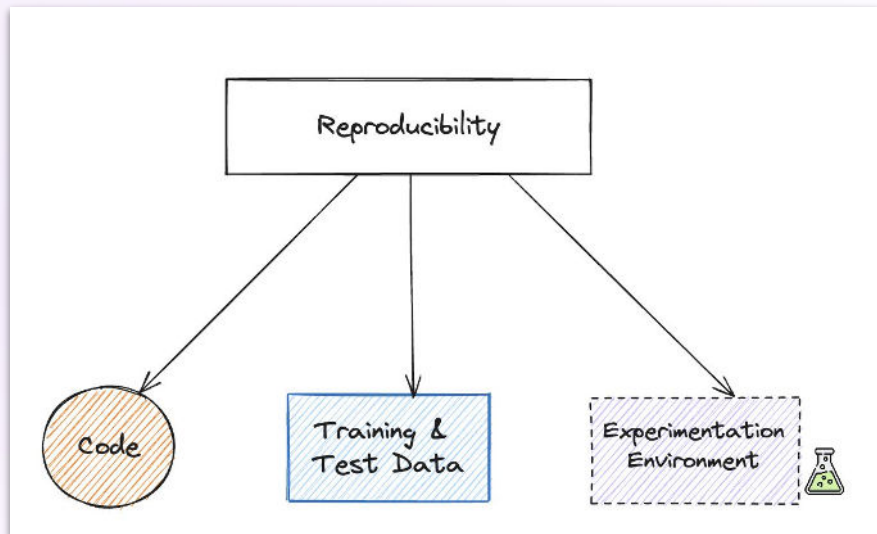 Reproducibility
Code
Training &
Test Data
Experimentation
Environment